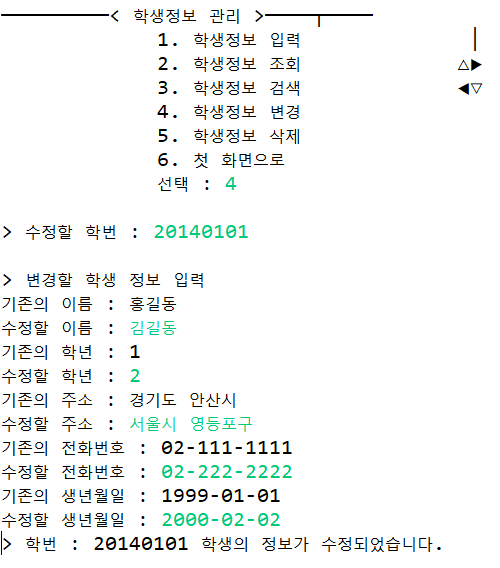 < 학생정보 관리 >
1. 학생정보 입력
2. 학생정보 조회
3. 학생정보 검색
4. 학생정보 변경
5. 학생정보 삭제
6. 첫 화면으로
선택 : 4
> 수정할 학번 : 20140101
> 변경할 학생 정보 입력
기존의 이름 : 홍길동
수정할 이름 : 김길동
기존의 학년 : 1
수정할 학년 : 2
기존의 주소 : 경기도 안산시
수정할 주소 : 서울시 영등포구
기존의 전화번호 : 02-111-1111
수정할 전화번호 : 02-222-2222
기존의 생년월일 : 1999-01-01
수정할 생년월일 : 2000-02-02
> 학번 : 20140101 학생의 정보가 수정되었습니다.